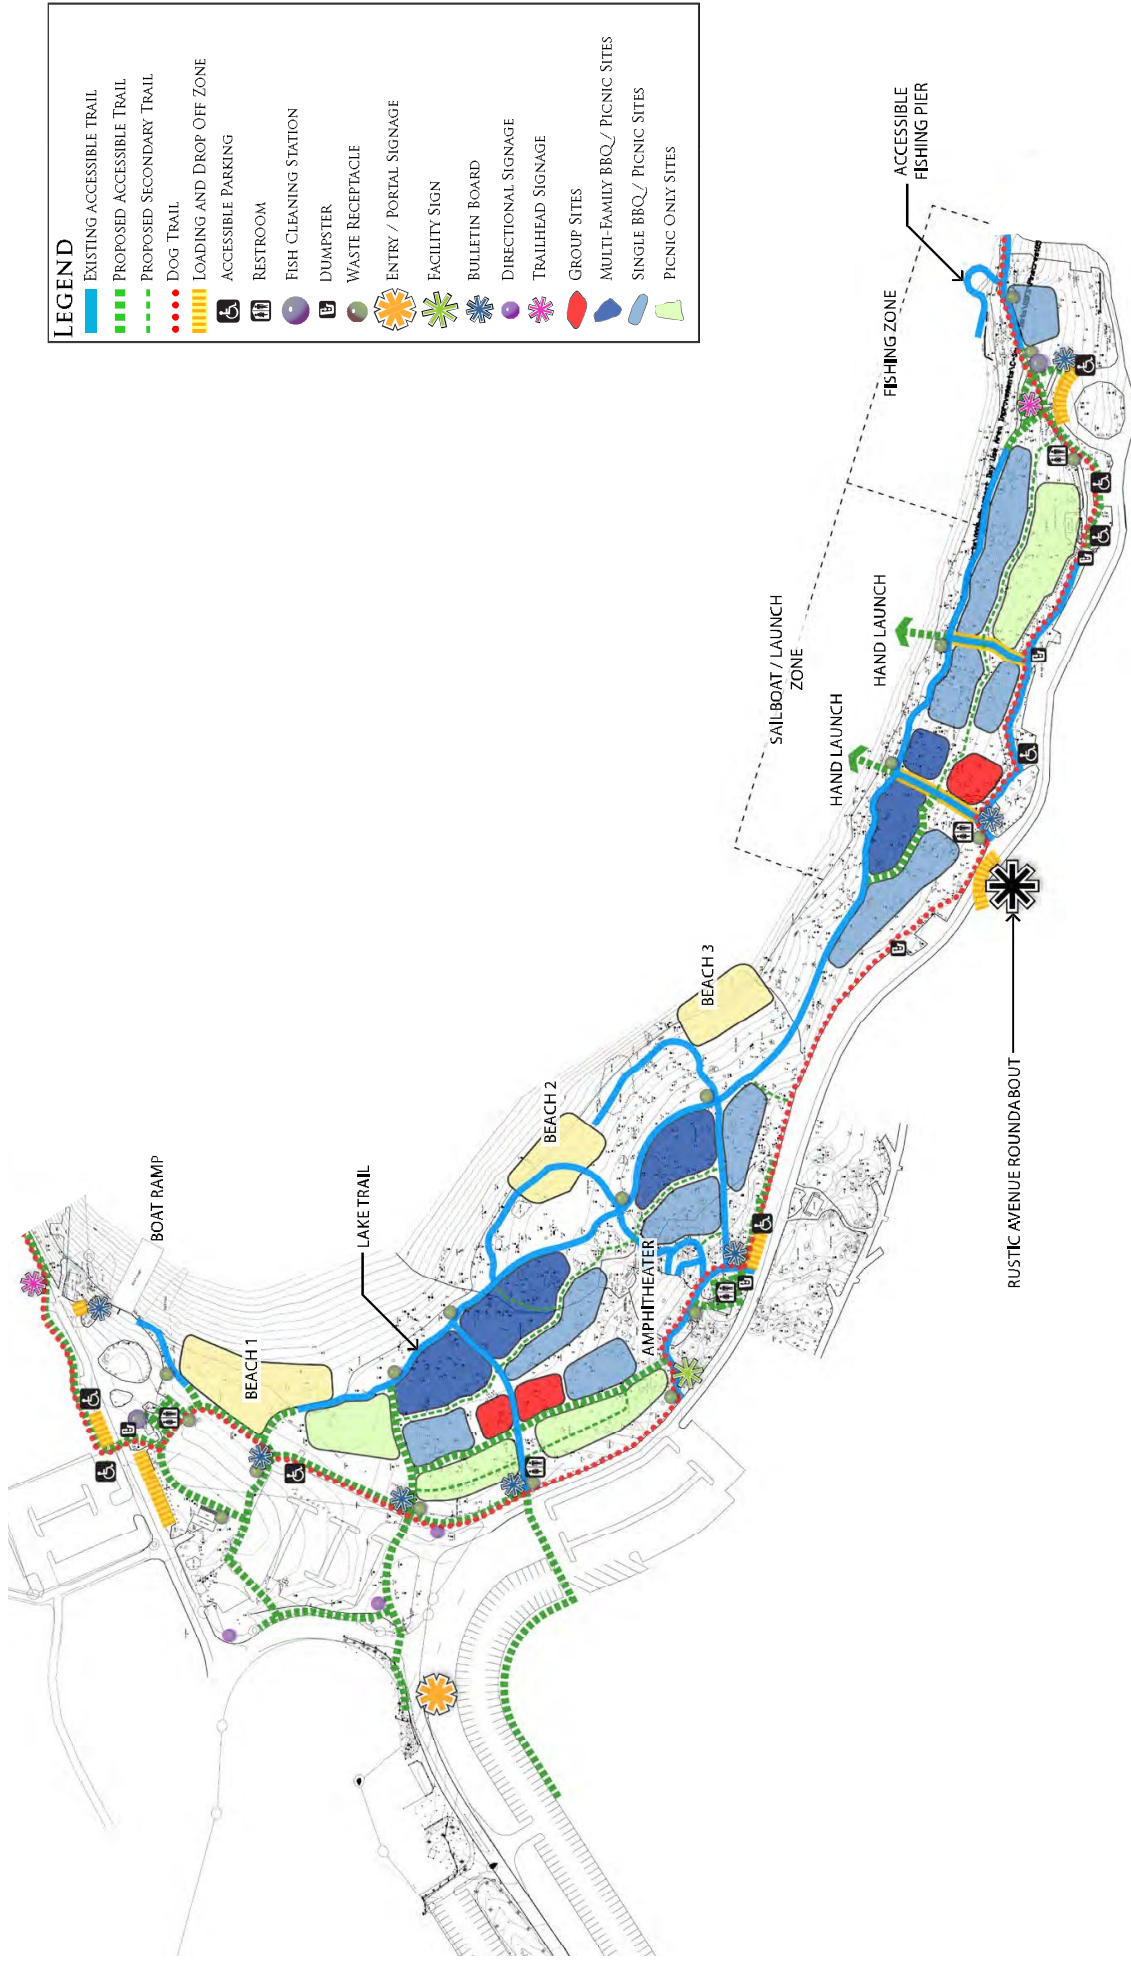 LEGEND
EXISTING ACCESSIBLE TRAIL
PROPOSED ACCESSIBLE TRAIL
PROPOSED SECONDARY TRAIL
DOG TRAIL
LOADING AND DROP OFF ZONE
ACCESSIBLE PARKING
RESTROOM
FISH CLEANING STATION
DUMPSTER
WASTE RECEPTACLE
ENTRY / PORTAL SIGNAGE
FACILITY SIGN
BULLETIN BOARD
DIRECTIONAL SIGNAGE
TRAILHEAD SIGNAGE
GROUP SITES
MULTI-FAMILY BBQ/ PICNIC SITES
SINGLE BBQ/ PICNIC SITES
PICNIC ONLY SITES
BOAT RAMP
BEACH 1
LAKE TRAIL
BEACH 2
AMPHITHEATER
BEACH 3
SAILBOAT / LAUNCH
ZONE
HAND LAUNCH
HAND LAUNCH
FISHING ZONE
ACCESSIBLE
FISHING PIER
RUSTIC AVENUE ROUNDABOUT